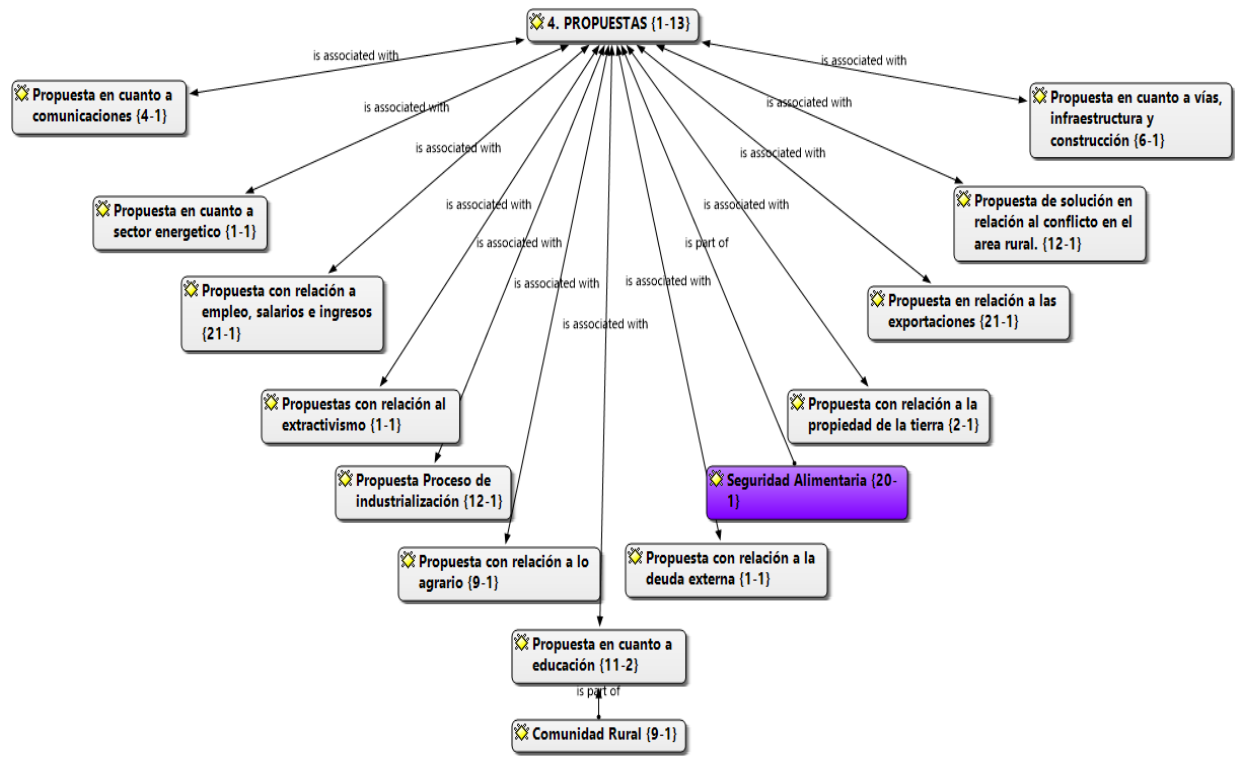 4. PROPUESTAS {1-13}
is associated with
is associated with
Propuesta en cuanto a
comunicaciones {4-1}
Propuesta en cuanto a vías,
infraestructura y
construcción {6-1}
is associated with
is associated with
is associated with
is associated with
Propuesta en cuanto a
sector energetico {1-1}
Propuesta de solución en
relación al conflicto en el
area rural. {12-1}
is associated with
is associated with
is associated with
is part of
is associated with
is associated with
Propuesta con relación a
empleo, salarios e ingresos
{21-1}
Propuesta en relación a las
exportaciones {21-1}
is associated with
Propuestas con relación al
extractivismo {1-1}
Propuesta con relación a la
propiedad de la tierra {2-1}
Propuesta Proceso de
industrialización {12-1}
Seguridad Alimentaria {20-
1}
Propuesta con relación a lo
agrario {9-1}
Propuesta con relación a la
deuda externa {1-1}
Propuesta en cuanto a
educación {11-2}
is part of
Comunidad Rural {9-1}